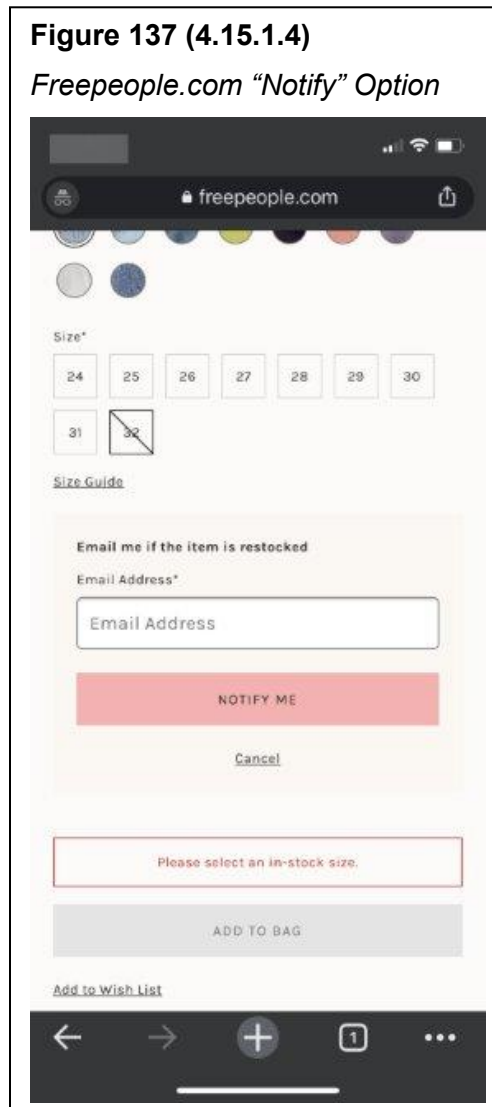 Figure 137 (4.15.1.4)
Freepeople.com “Notify” Option
freepeople.com
Size*
24 25 26 27 28 29 30
31 32
Size Guide
Email me if the item is restocked
Email Address*
Email Address
NOTIFY ME
Cancel
Please select an in-stock size.
ADD TO BAG
Add to Wish List
1